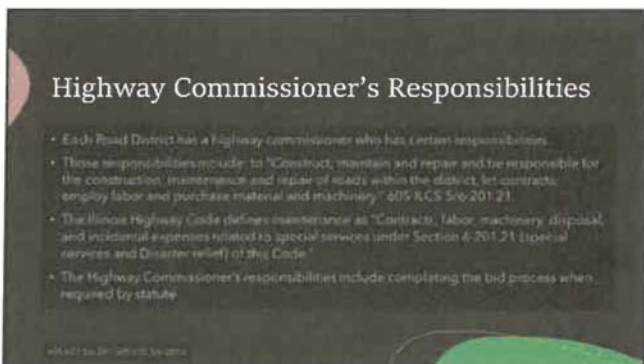 Highway Commissioner's Responsibilities
• Each Road District has a highway commissioner who has certain responsibilities.
• Those responsibilities include: to "Construct, maintain and repair and be responsible for
the construction, maintenance and repair of roads within the district, let contracts,
employ labor and purchase material and machinery" 605 ILCS 5/6-201.21
• The Illinois Highway Code defines maintenance as "Contracts, labor, machinery, disposal,
and incidental expenses related to special services under Section 6-201.21 (special
services and Disaster relief) of this Code."
• The Highway Commissioner's responsibilities include completing the bid process when
required by statute